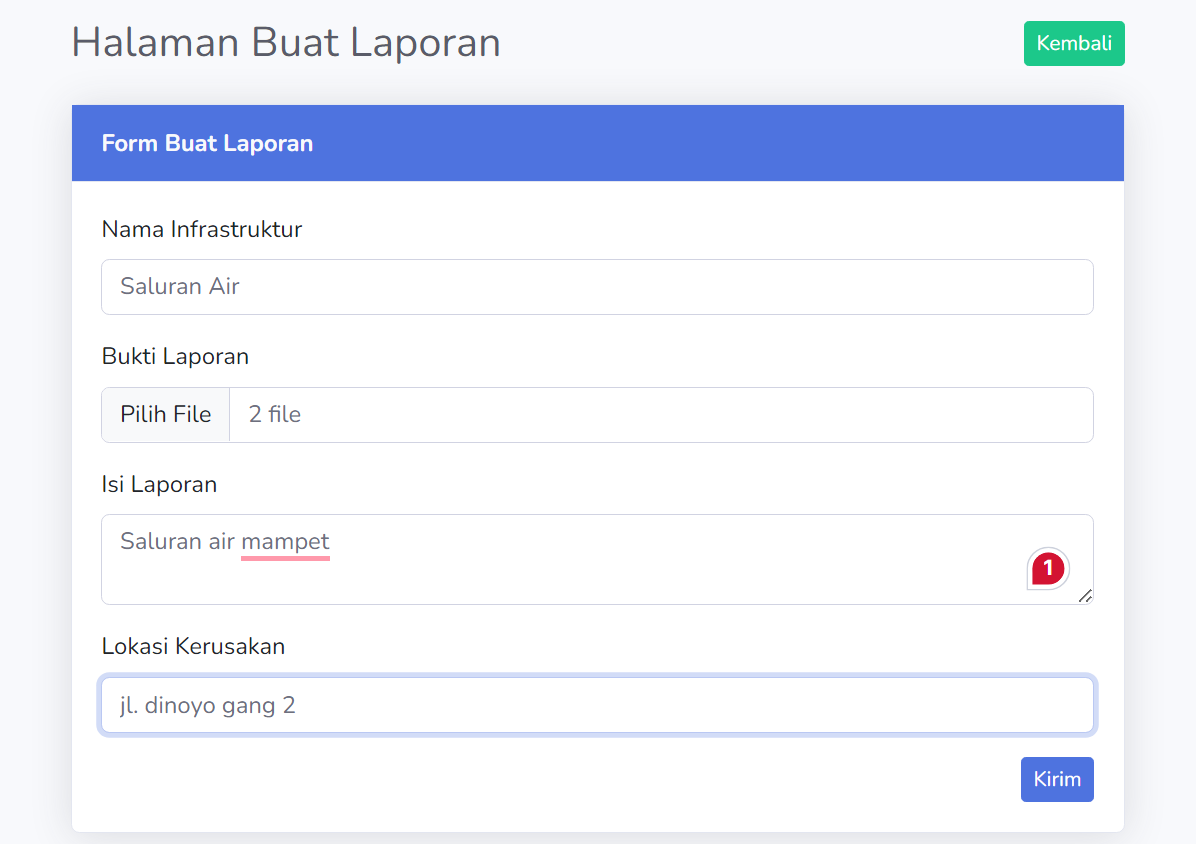 Halaman Buat Laporan
Kembali
Form Buat Laporan
Nama Infrastruktur
Saluran Air
Bukti Laporan
Pilih File 2 file
Isi Laporan
Saluran air mampet
1
Lokasi Kerusakan
jl. dinoyo gang 2
Kirim